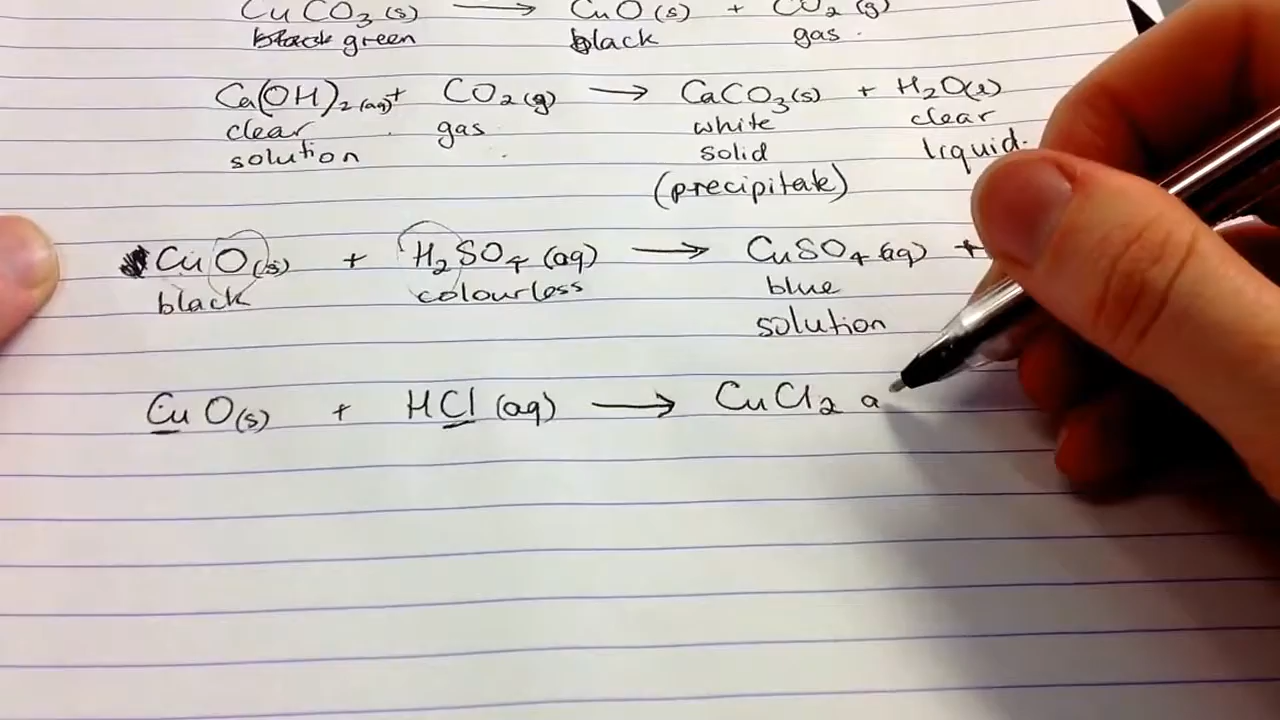 CuCO3 (s) → CuO (s) + CO2 (g)
green black gas
Ca(OH)2 (aq) + CO2 (g) → CaCO3 (s) + H2O (l)
clear gas white clear
solution solid liquid
(precipitate)
CuO (s) + H2SO4 (aq) → CuSO4 (aq) +
black colourless blue
solution
CuO (s) + HCl (aq) → CuCl2 a